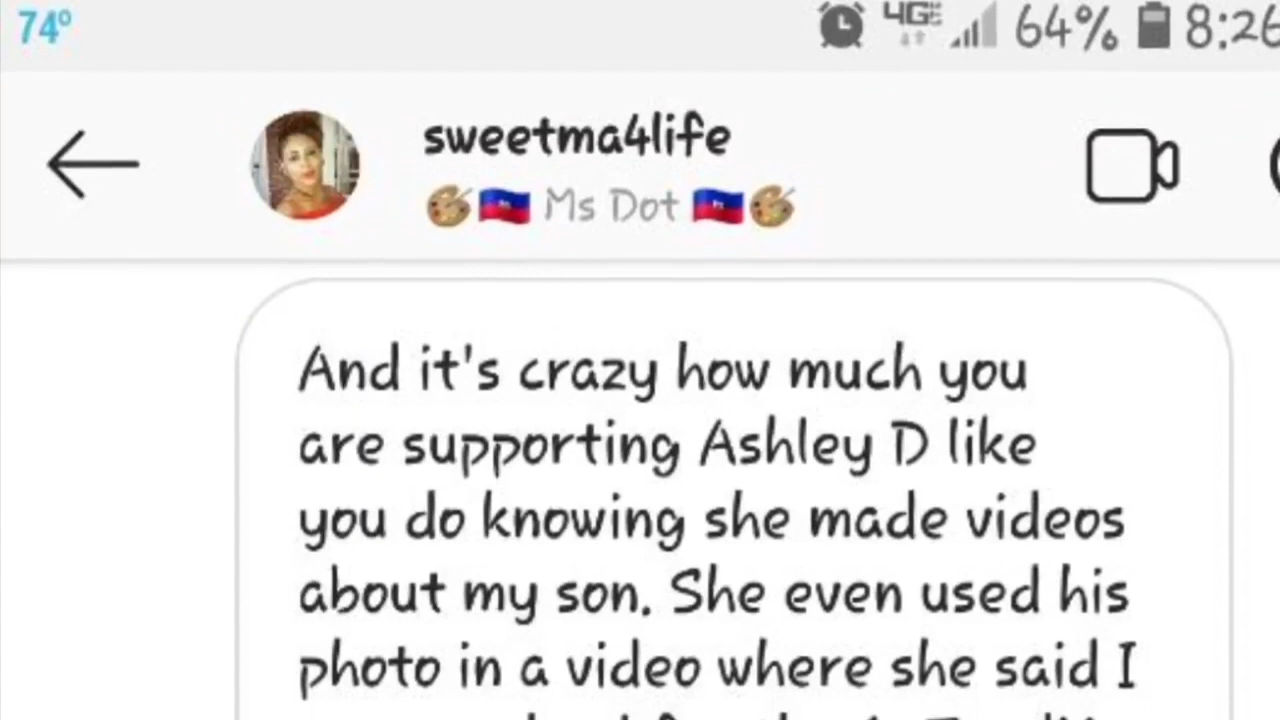 74° 4GE 64% 8:26
sweetma4life
Ms Dot
And it's crazy how much you
are supporting Ashley D like
you do knowing she made videos
about my son. She even used his
photo in a video where she said I